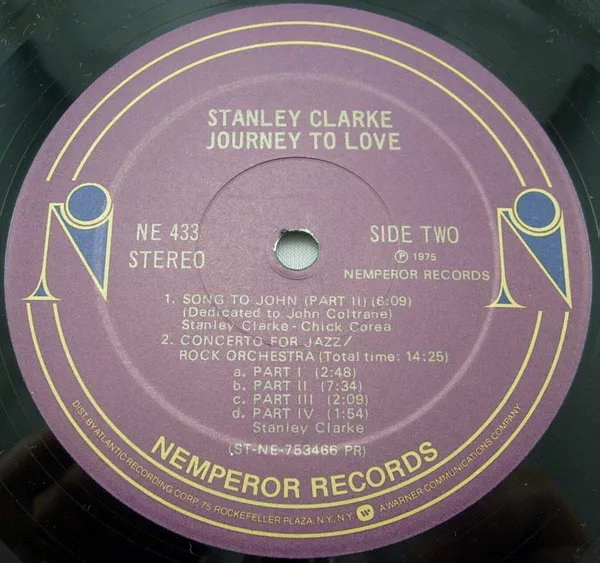 STANLEY CLARKE
JOURNEY TO LOVE
NE 433
STEREO
SIDE TWO
Ⓟ 1975
NEMPEROR RECORDS
1. SONG TO JOHN (PART II) (6:09)
(Dedicated to John Coltrane)
Stanley Clarke - Chick Corea
2. CONCERTO FOR JAZZ/
ROCK ORCHESTRA (Total time: 14:25)
a. PART I (2:48)
b. PART II (7:34)
c. PART III (2:09)
d. PART IV (1:54)
Stanley Clarke
(ST-NE-753466 PR)
NEMPEROR RECORDS
DIST. BY ATLANTIC RECORDING CORP. 75 ROCKEFELLER PLAZA, N.Y., N.Y. W A WARNER COMMUNICATIONS COMPANY